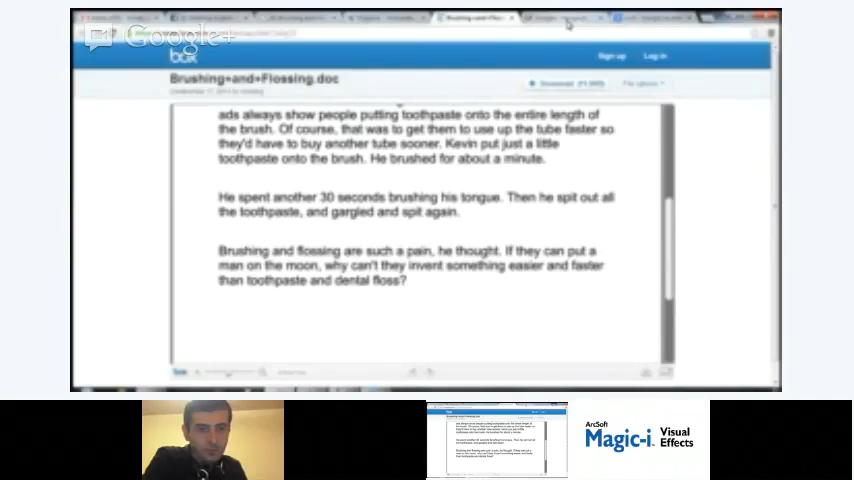 Google+
box
Sign up
Log in
Brushing+and+Flossing.doc
ads always show people putting toothpaste onto the entire length of
the brush. Of course, that was to get them to use up the tube faster so
they'd have to buy another tube sooner. Kevin put just a little
toothpaste onto the brush. He brushed for about a minute.
He spent another 30 seconds brushing his tongue. Then he spit out all
the toothpaste, and gargled and spit again.
Brushing and flossing are such a pain, he thought. If they can put a
man on the moon, why can't they invent something easier and faster
than toothpaste and dental floss?
ArcSoft
Magic-i
Visual
Effects